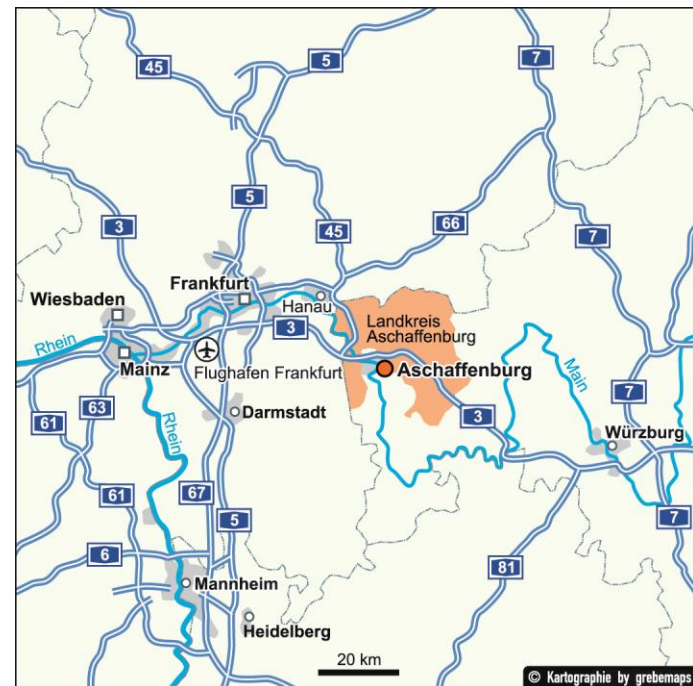 45
5
7
5
3
45
66
7
Frankfurt
Wiesbaden
Hanau
3
Landkreis
Aschaffenburg
Rhein
Mainz
Flughafen Frankfurt
Aschaffenburg
Main
7
63
61
Rhein
Darmstadt
3
Würzburg
61
67
5
7
6
81
Mannheim
Heidelberg
20 km
© Kartographie by grebemaps